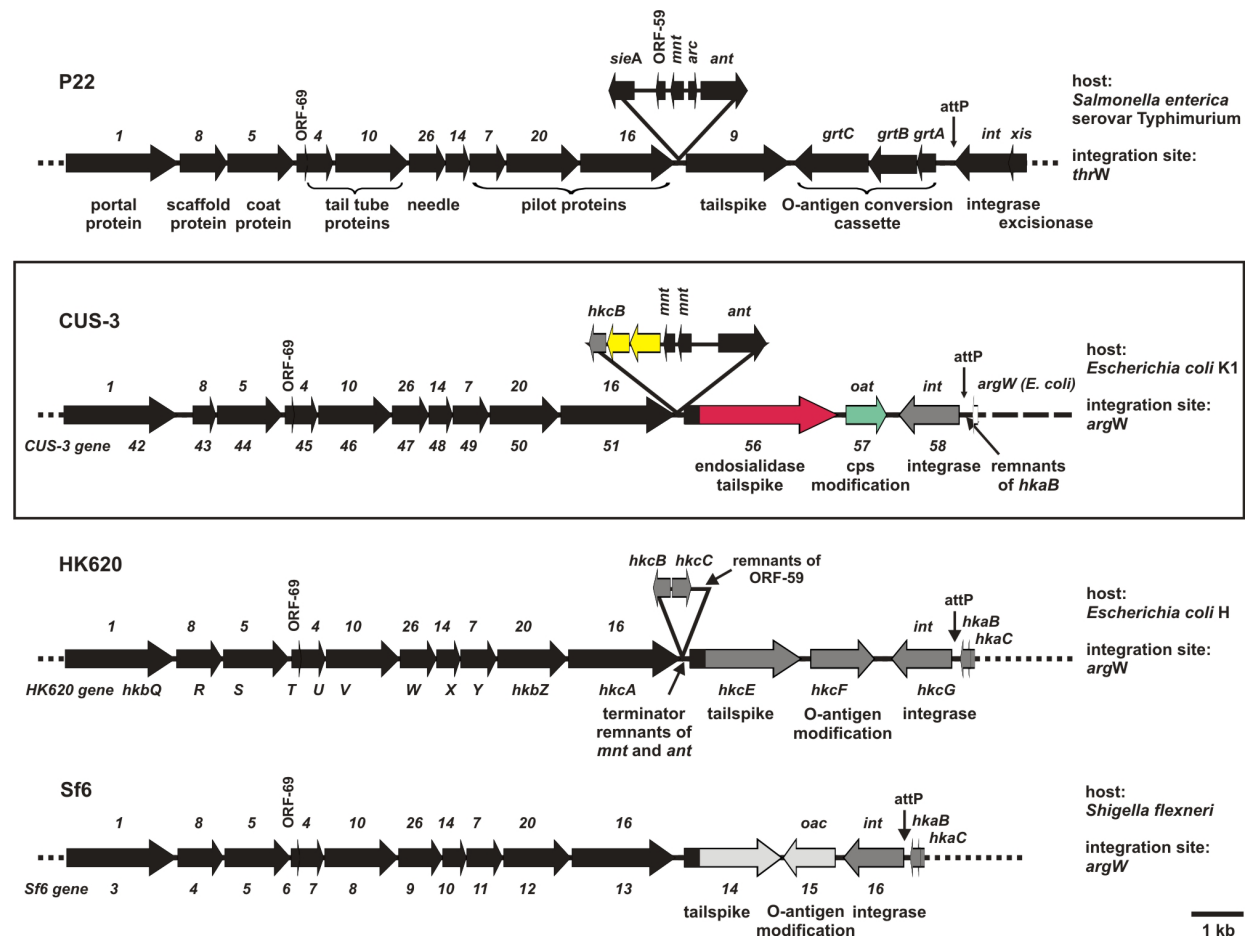 P22
sieA ORF-59 mnt arc ant
1 8 5 ORF-69 4 10 26 14 7 20 16 9 grtC grtB grtA attP int xis
portal protein
scaffold protein
coat protein
tail tube proteins
needle
pilot proteins
tailspike
O-antigen conversion cassette
integrase
excisionase
host:
Salmonella enterica
serovar Typhimurium
integration site:
thrW
CUS-3
hkcB mnt mnt ant
1 8 5 ORF-69 4 10 26 14 7 20 16 oat int attP argW (E. coli)
CUS-3 gene 42 43 44 45 46 47 48 49 50 51 56 57 58
endosialidase tailspike
cps modification
integrase
remnants of hkaB
host:
Escherichia coli K1
integration site:
argW
HK620
hkcB hkcC remnants of ORF-59
1 8 5 ORF-69 4 10 26 14 7 20 16 int attP hkaB hkaC
HK620 gene hkbQ R S T U V W X Y hkbZ hkcA hkcE hkcF hkcG
terminator
remnants of
mnt and ant
tailspike
O-antigen modification
integrase
host:
Escherichia coli H
integration site:
argW
Sf6
1 8 5 ORF-69 4 10 26 14 7 20 16 oac int attP hkaB hkaC
Sf6 gene 3 4 5 6 7 8 9 10 11 12 13 14 15 16
tailspike
O-antigen modification
integrase
host:
Shigella flexneri
integration site:
argW
1 kb